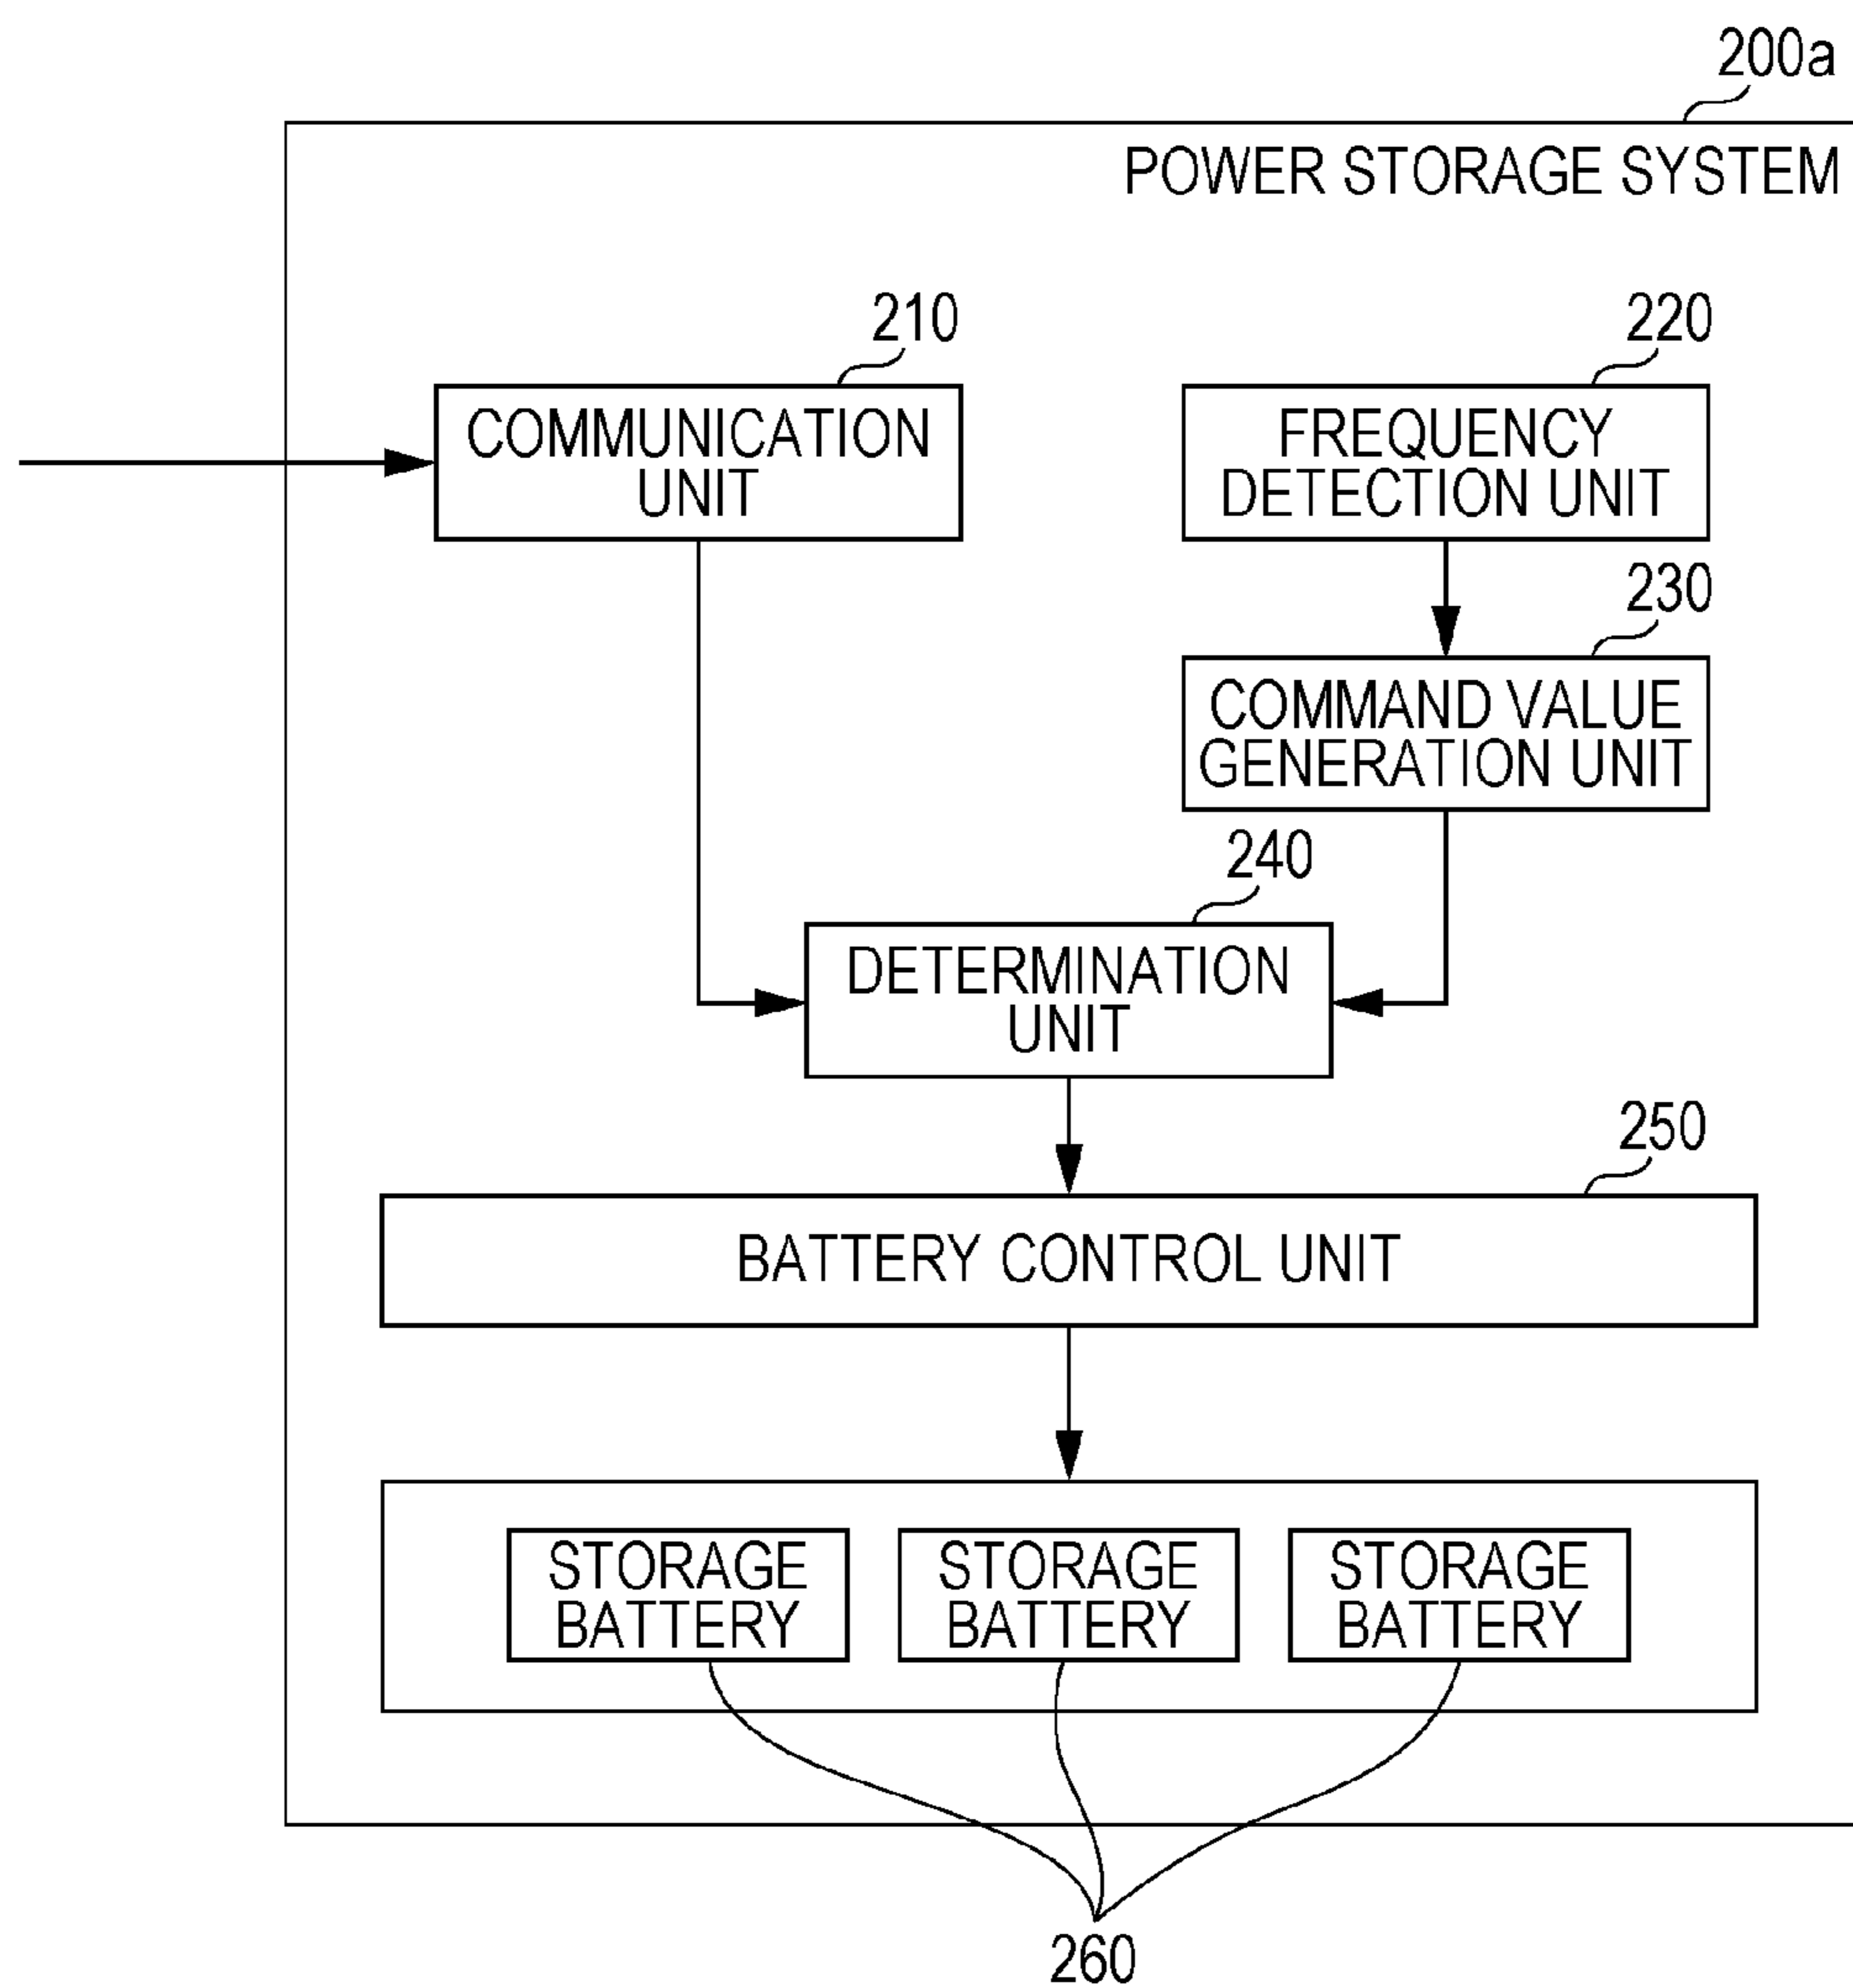 200a
POWER STORAGE SYSTEM
210
220
COMMUNICATION
UNIT
FREQUENCY
DETECTION UNIT
230
COMMAND VALUE
GENERATION UNIT
240
DETERMINATION
UNIT
250
BATTERY CONTROL UNIT
STORAGE
BATTERY
STORAGE
BATTERY
STORAGE
BATTERY
260